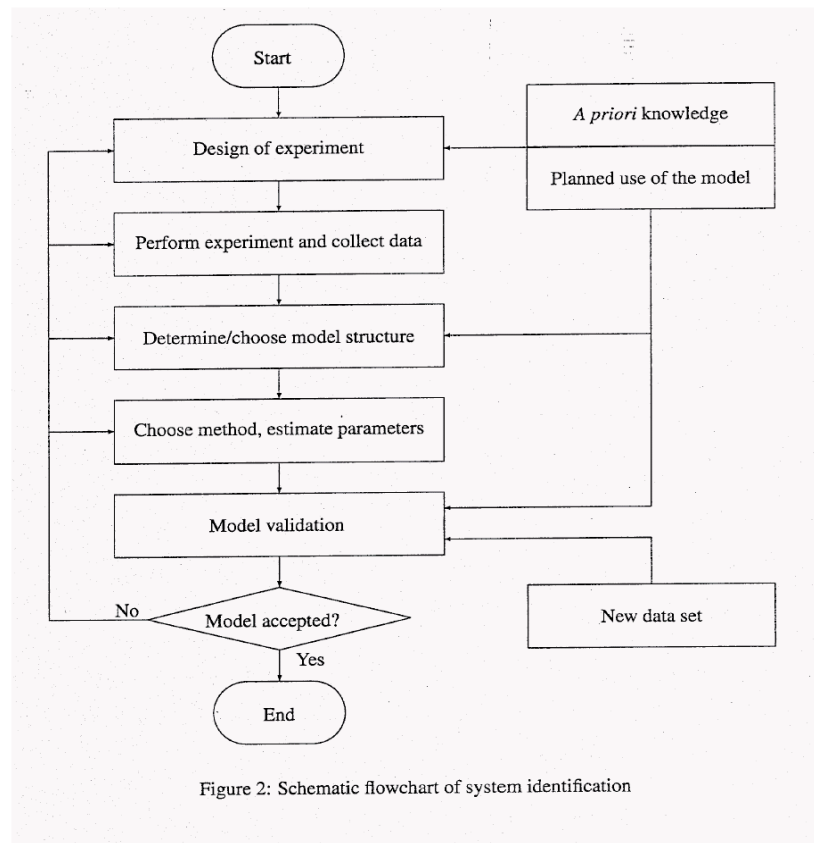 Start
Design of experiment
A priori knowledge
Planned use of the model
Perform experiment and collect data
Determine/choose model structure
Choose method, estimate parameters
Model validation
Model accepted?
No
Yes
New data set
End
Figure 2: Schematic flowchart of system identification